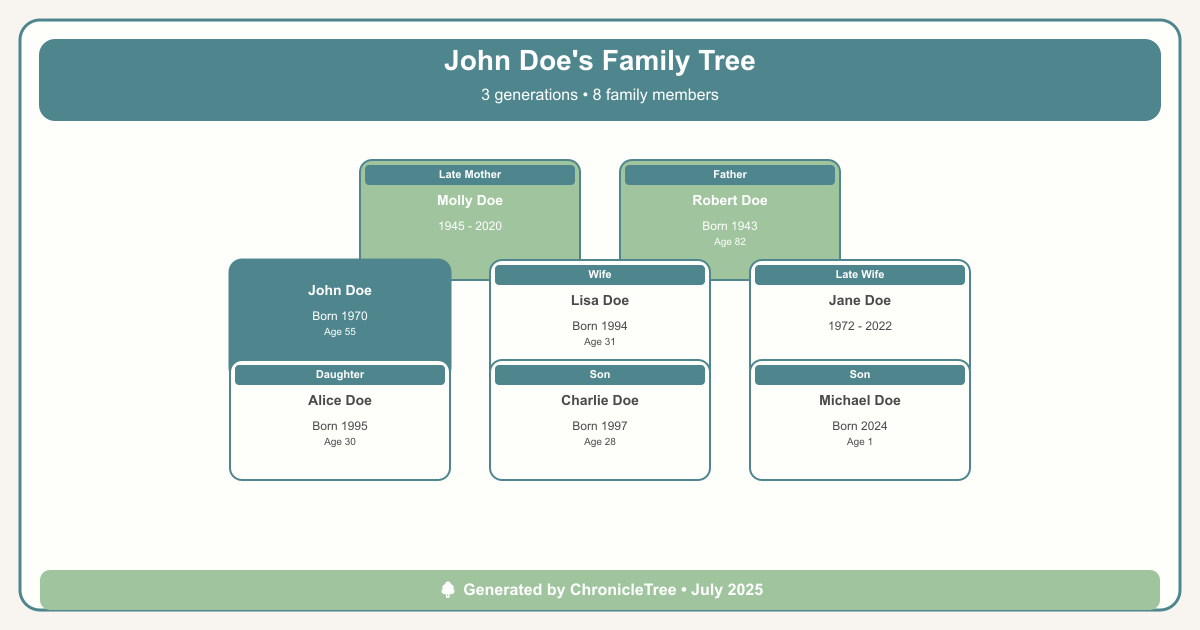 John Doe's Family Tree
3 generations • 8 family members
Late Mother
Molly Doe
1945 - 2020
Father
Robert Doe
Born 1943
Age 82
John Doe
Born 1970
Age 55
Wife
Lisa Doe
Born 1994
Age 31
Late Wife
Jane Doe
1972 - 2022
Daughter
Alice Doe
Born 1995
Age 30
Son
Charlie Doe
Born 1997
Age 28
Son
Michael Doe
Born 2024
Age 1
Generated by ChronicleTree • July 2025